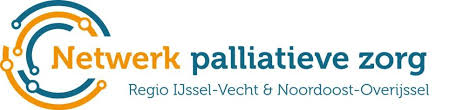 Netwerk palliatieve zorg
Regio IJssel-Vecht & Noordoost-Overijssel